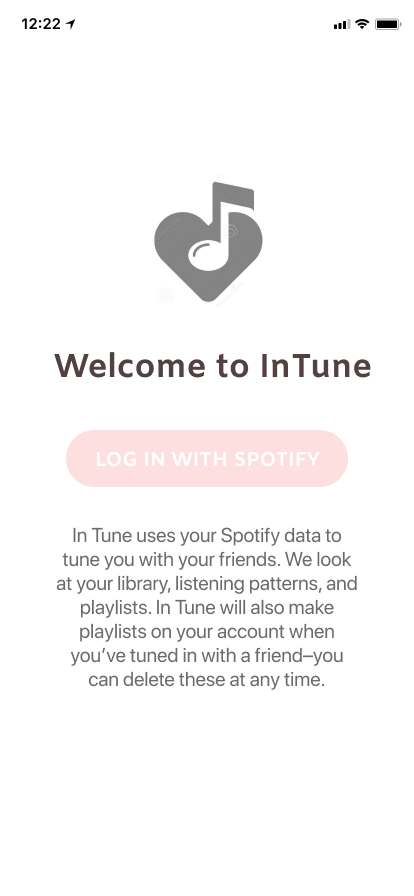 12:22
Welcome to InTune
LOG IN WITH SPOTIFY
In Tune uses your Spotify data to
tune you with your friends. We look
at your library, listening patterns, and
playlists. In Tune will also make
playlists on your account when
you’ve tuned in with a friend–you
can delete these at any time.